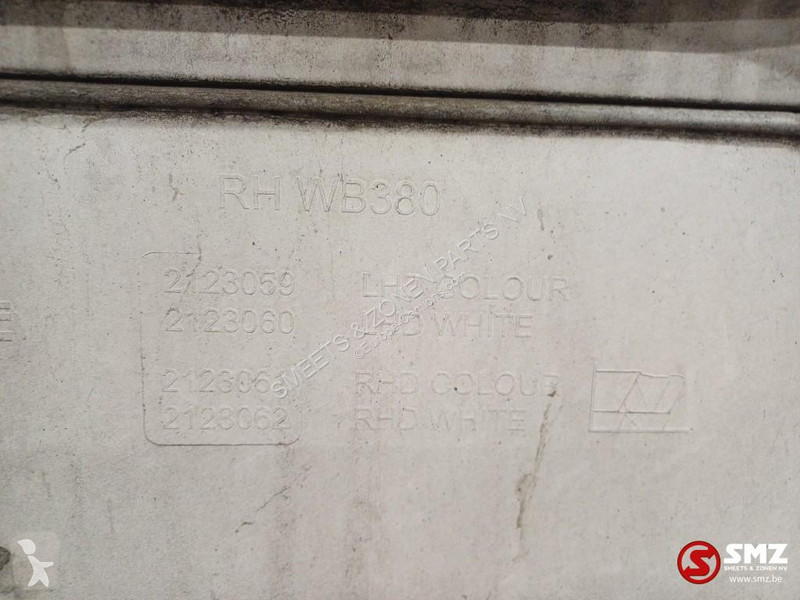 RH WB380
2123059 LHD COLOUR
2123060 LHD WHITE
2123061 RHD COLOUR
2123062 RHD WHITE
SMEETS & ZONEN PARTS NV
SMZ
SMEETS & ZONEN NV
www.smz.be